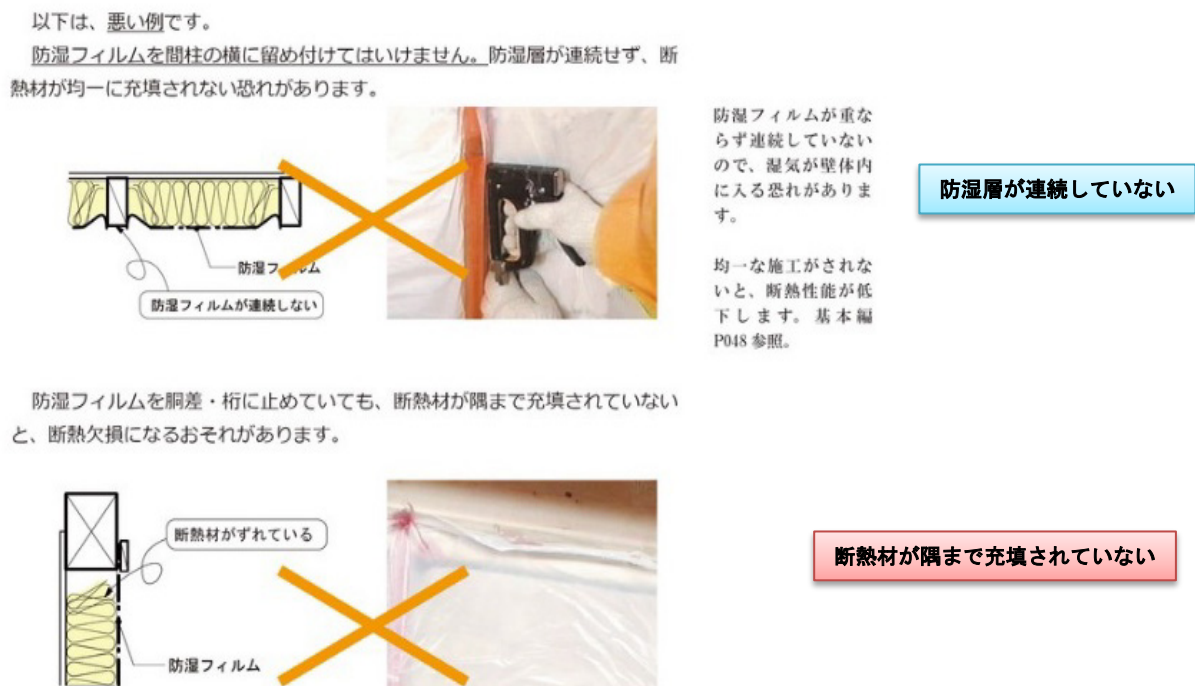 以下は、悪い例です。
防湿フィルムを間柱の横に留め付けてはいけません。防湿層が連続せず、断
熱材が均一に充填されない恐れがあります。
防湿フィルム
防湿フィルムが連続しない
防湿フィルムが重な
らず連続していない
ので、湿気が壁体内
に入る恐れがありま
す。
均一な施工がされな
いと、断熱性能が低
下します。基本編
P048 参照。
防湿層が連続していない
防湿フィルムを胴差・桁に止めていても、断熱材が隅まで充填されていない
と、断熱欠損になるおそれがあります。
断熱材がずれている
防湿フィルム
断熱材が隅まで充填されていない